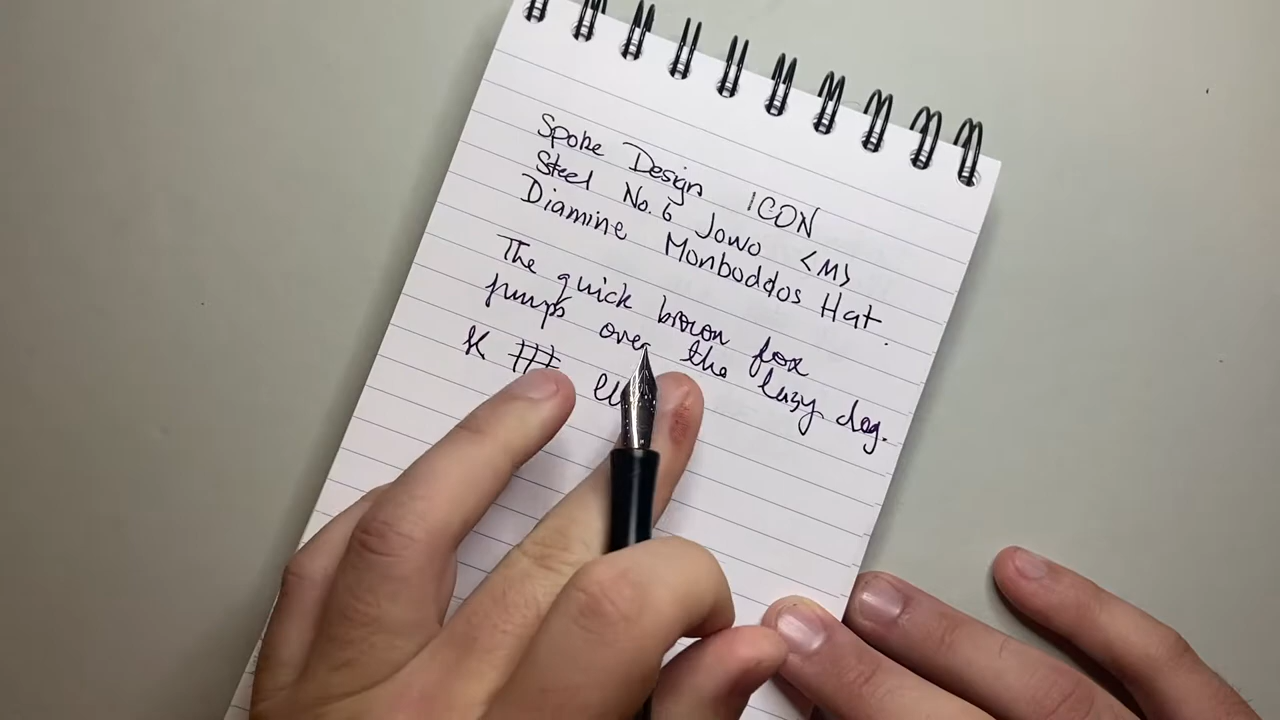 Spoke Design ICON
Steel No. 6 Jowo <M>
Diamine Monboddos Hat.
The quick brown fox
jumps over the lazy dog.